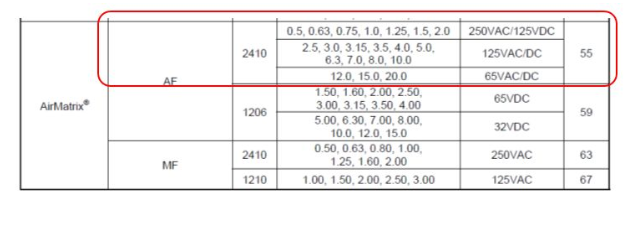 0.5, 0.63, 0.75, 1.0, 1.25, 1.5, 2.0 250VAC/125VDC
2410 2.5, 3.0, 3.15, 3.5, 4.0, 5.0,
6.3, 7.0, 8.0, 10.0 125VAC/DC 55
12.0, 15.0, 20.0 65VAC/DC
AF
AirMatrix®
1206 1.50, 1.60, 2.00, 2.50,
3.00, 3.15, 3.50, 4.00 65VDC 59
5.00, 6.30, 7.00, 8.00,
10.0, 12.0, 15.0 32VDC
MF 2410 0.50, 0.63, 0.80, 1.00,
1.25, 1.60, 2.00 250VAC 63
1210 1.00, 1.50, 2.00, 2.50, 3.00 125VAC 67